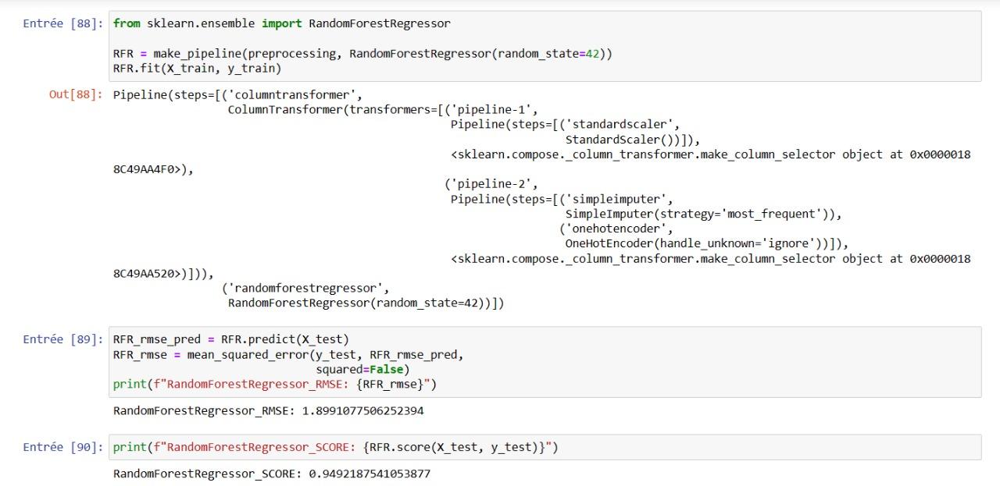 Entrée [88]: from sklearn.ensemble import RandomForestRegressor
RFR = make_pipeline(preprocessing, RandomForestRegressor(random_state=42))
RFR.fit(X_train, y_train)
Out[88]: Pipeline(steps=[('columntransformer',
ColumnTransformer(transformers=[('pipeline-1',
Pipeline(steps=[('standardscaler',
StandardScaler())]),
<sklearn.compose._column_transformer.make_column_selector object at 0x0000018
8C49AA4F0>),
('pipeline-2',
Pipeline(steps=[('simpleimputer',
SimpleImputer(strategy='most_frequent')),
('onehotencoder',
OneHotEncoder(handle_unknown='ignore'))]),
<sklearn.compose._column_transformer.make_column_selector object at 0x0000018
8C49AA520>)])),
('randomforestregressor',
RandomForestRegressor(random_state=42))])
Entrée [89]: RFR_rmse_pred = RFR.predict(X_test)
RFR_rmse = mean_squared_error(y_test, RFR_rmse_pred,
squared=False)
print(f"RandomForestRegressor_RMSE: {RFR_rmse}")
RandomForestRegressor_RMSE: 1.8991077506252394
Entrée [90]: print(f"RandomForestRegressor_SCORE: {RFR.score(X_test, y_test)}")
RandomForestRegressor_SCORE: 0.9492187541053877